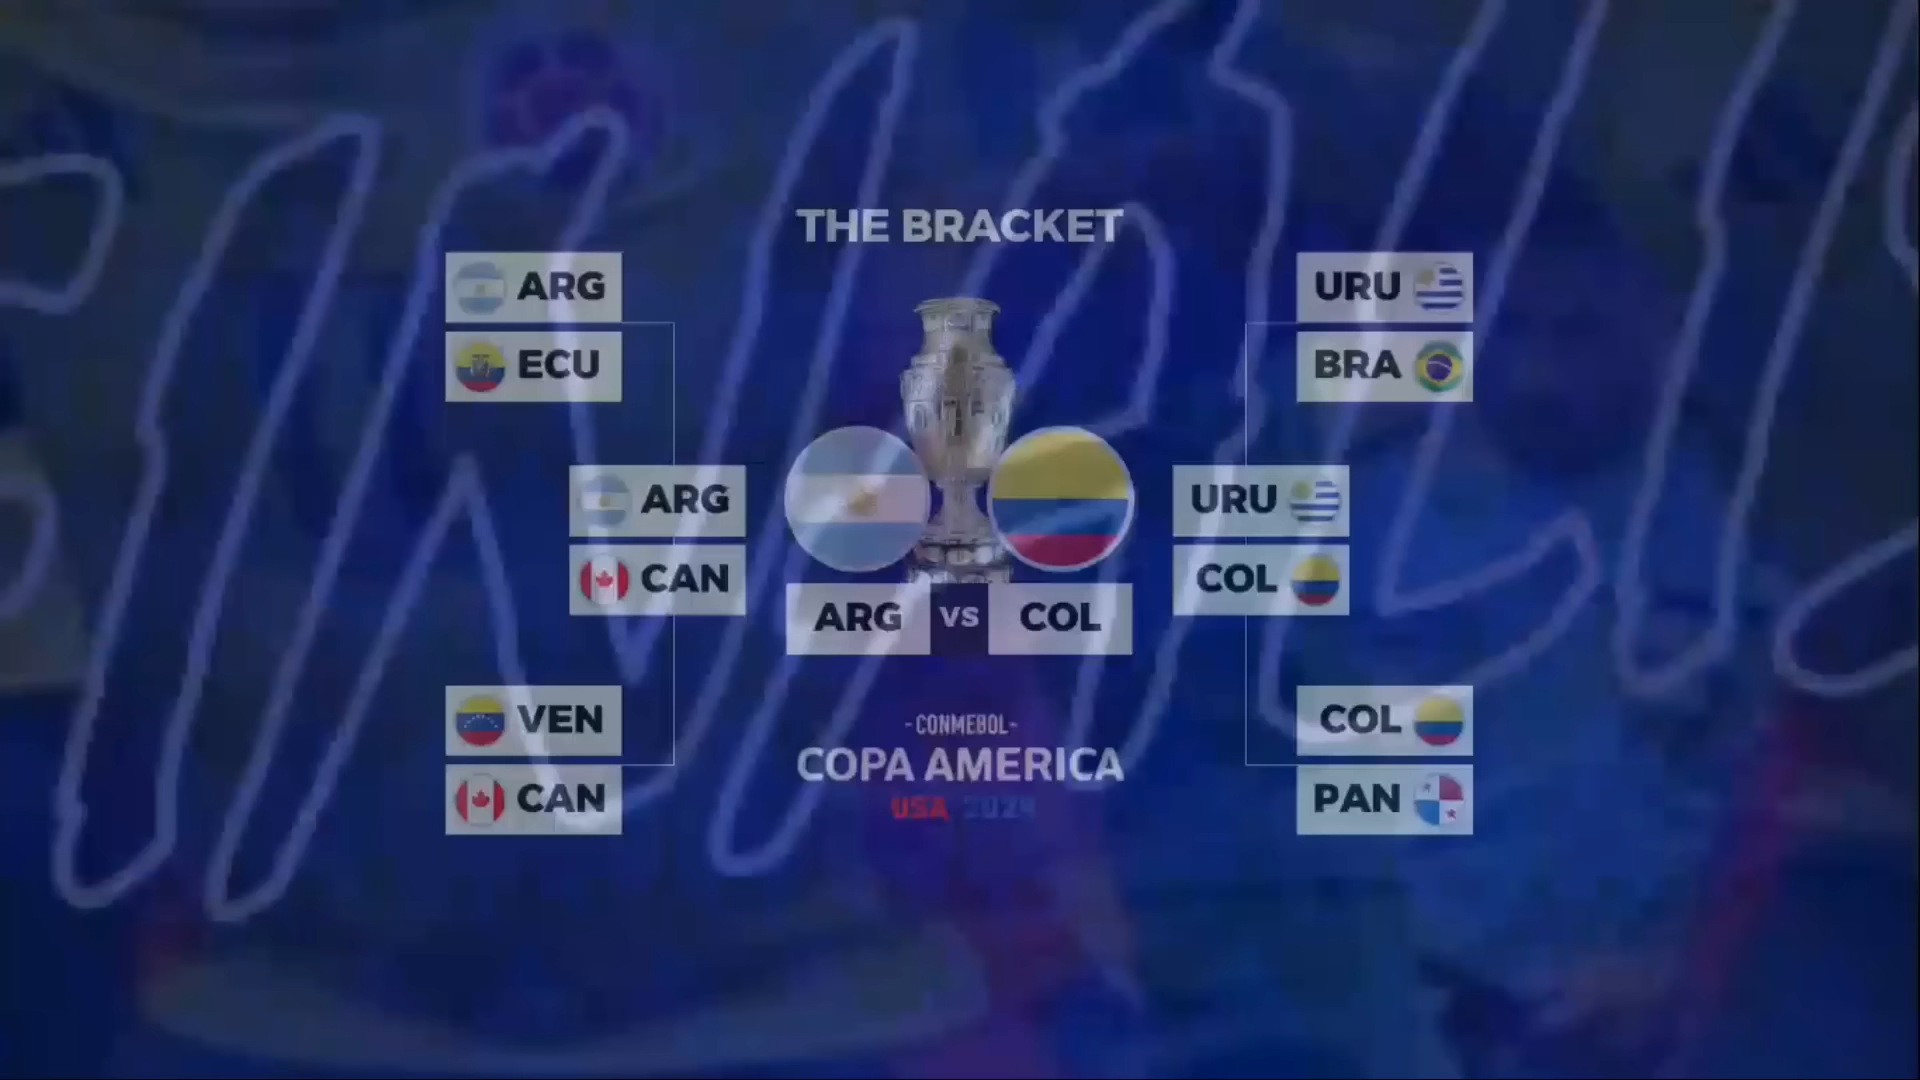 THE BRACKET
ARG
ECU
ARG
CAN
VEN
CAN
ARG VS COL
URU
BRA
URU
COL
COL
PAN
-CONMEBOL-
COPA AMERICA
USA 2024